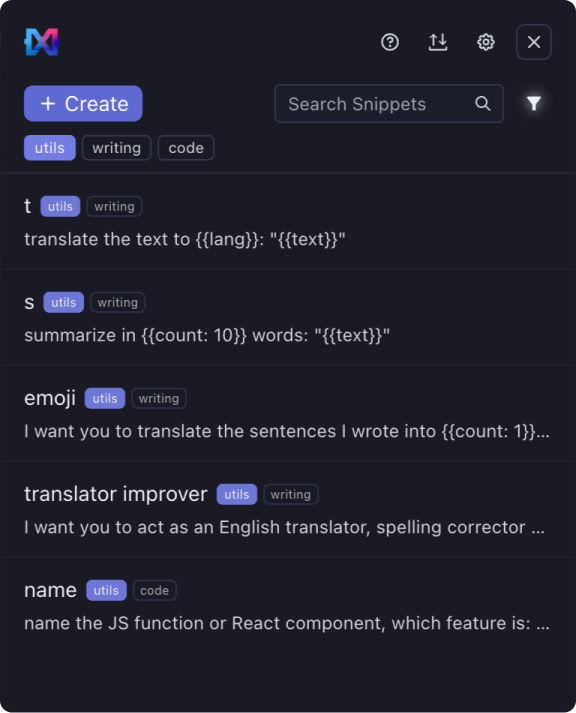 + Create
Search Snippets
utils writing code
t utils writing
translate the text to {{lang}}: "{{text}}"
s utils writing
summarize in {{count: 10}} words: "{{text}}"
emoji utils writing
I want you to translate the sentences I wrote into {{count: 1}}...
translator improver utils writing
I want you to act as an English translator, spelling corrector ...
name utils code
name the JS function or React component, which feature is: ...